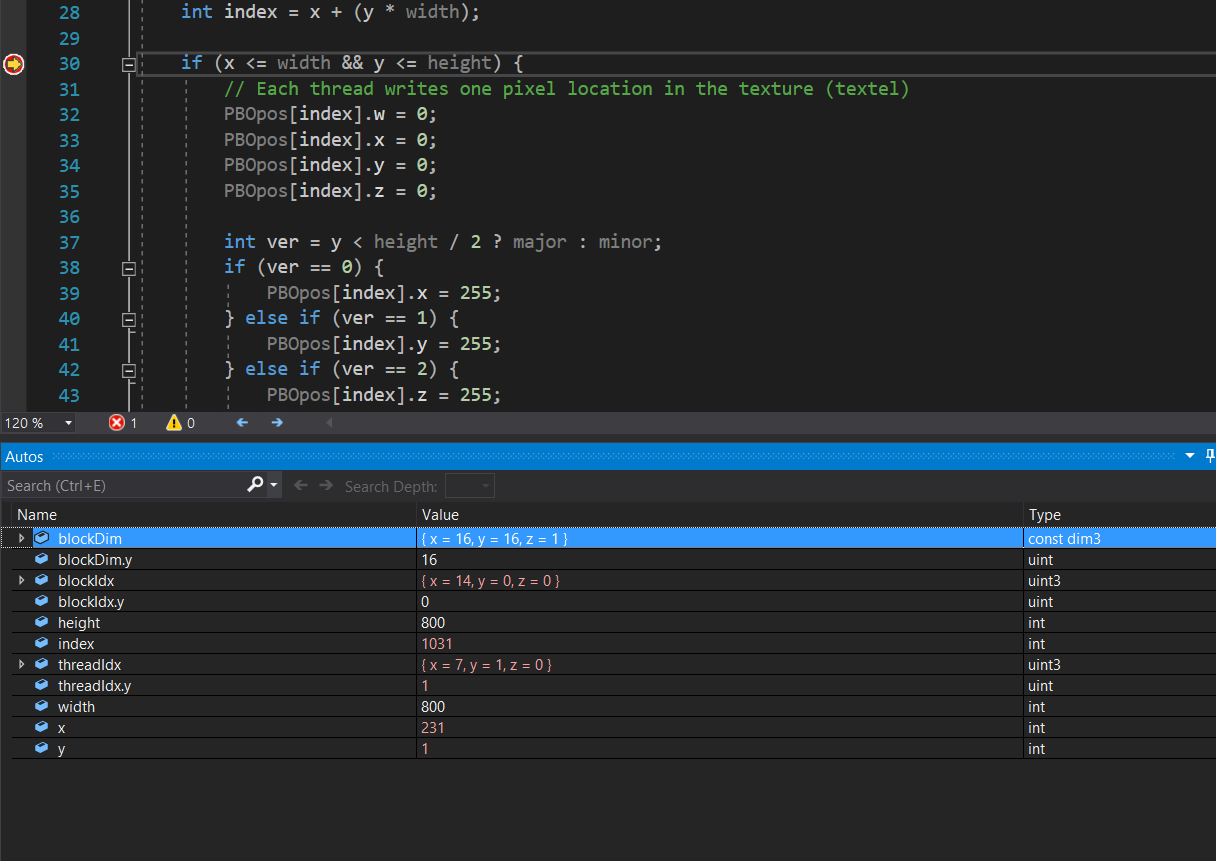 28 int index = x + (y * width);
29
30 if (x <= width && y <= height) {
31 // Each thread writes one pixel location in the texture (textel)
32 PBOpos[index].w = 0;
33 PBOpos[index].x = 0;
34 PBOpos[index].y = 0;
35 PBOpos[index].z = 0;
36
37 int ver = y < height / 2 ? major : minor;
38 if (ver == 0) {
39 PBOpos[index].x = 255;
40 } else if (ver == 1) {
41 PBOpos[index].y = 255;
42 } else if (ver == 2) {
43 PBOpos[index].z = 255;
120 % 1 0
Autos
Search (Ctrl+E) Search Depth:
Name Value Type
blockDim { x = 16, y = 16, z = 1 } const dim3
blockDim.y 16 uint
blockIdx { x = 14, y = 0, z = 0 } uint3
blockIdx.y 0 uint
height 800 int
index 1031 int
threadIdx { x = 7, y = 1, z = 0 } uint3
threadIdx.y 1 uint
width 800 int
x 231 int
y 1 int